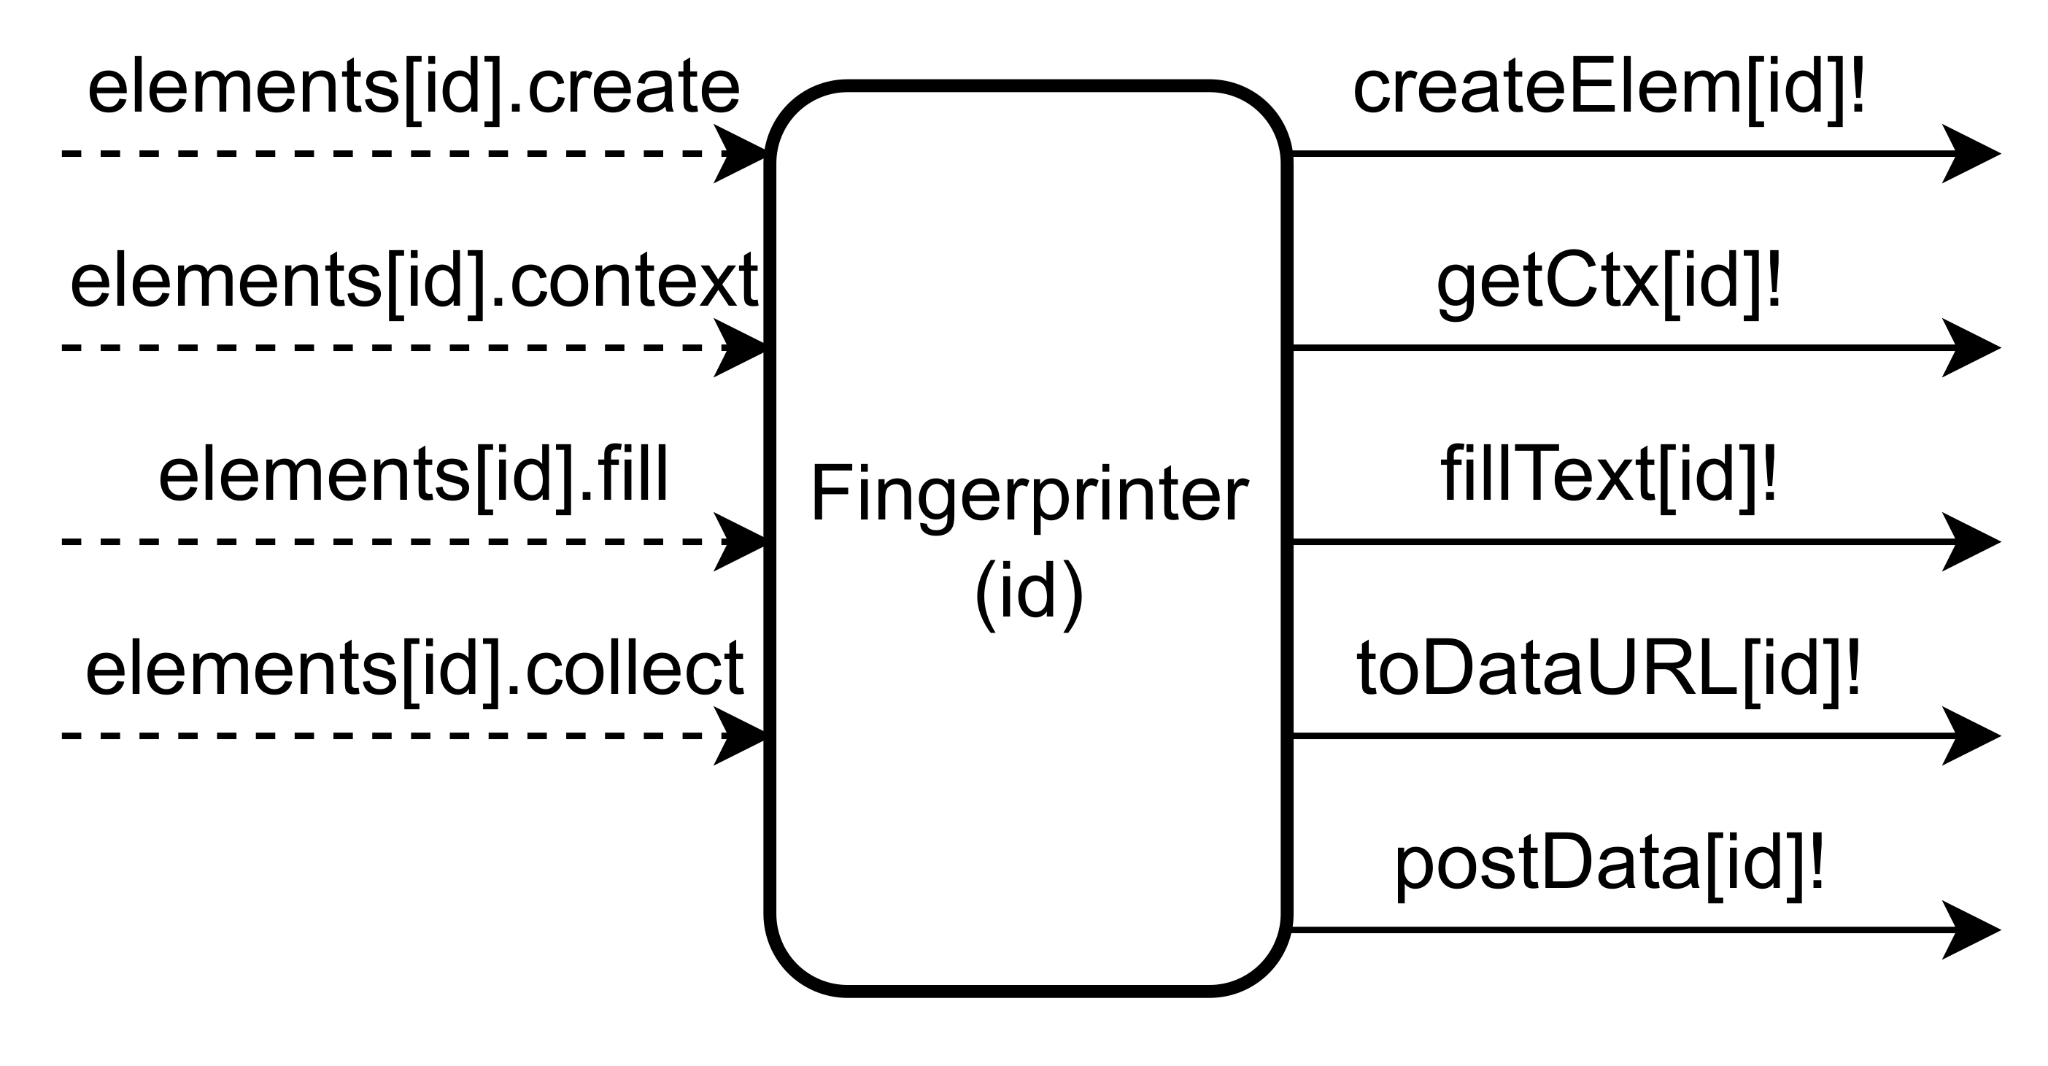 elements[id].create
elements[id].context
elements[id].fill
elements[id].collect
Fingerprinter
(id)
createElem[id]!
getCtx[id]!
fillText[id]!
toDataURL[id]!
postData[id]!